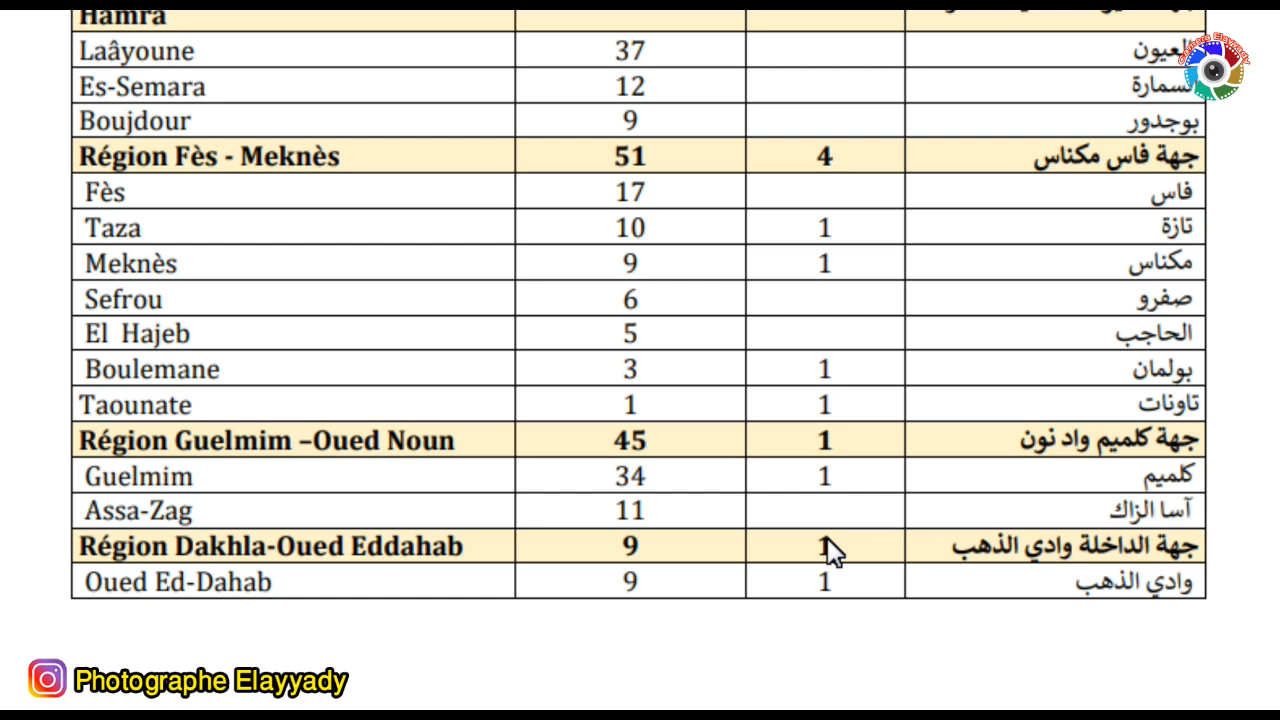 Hamra
Laâyoune 37 العيون
Es-Semara 12 السمارة
Boujdour 9 بوجدور
Région Fès - Meknès 51 4 جهة فاس مكناس
Fès 17 فاس
Taza 10 1 تازة
Meknès 9 1 مكناس
Sefrou 6 صفرو
El Hajeb 5 الحاجب
Boulemane 3 1 بولمان
Taounate 1 1 تاونات
Région Guelmim –Oued Noun 45 1 جهة كلميم واد نون
Guelmim 34 1 كلميم
Assa-Zag 11 آسا الزاك
Région Dakhla-Oued Eddahab 9 1 جهة الداخلة وادي الذهب
Oued Ed-Dahab 9 1 وادي الذهب
Photographe Elayyady